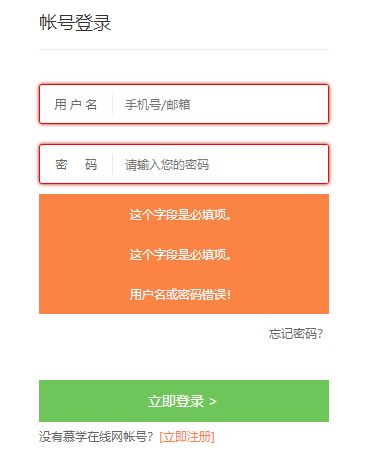 帐号登录
用 户 名 手机号/邮箱
密 码 请输入您的密码
这个字段是必填项。
这个字段是必填项。
用户名或密码错误!
忘记密码?
立即登录 >
没有慕学在线网帐号? [立即注册]